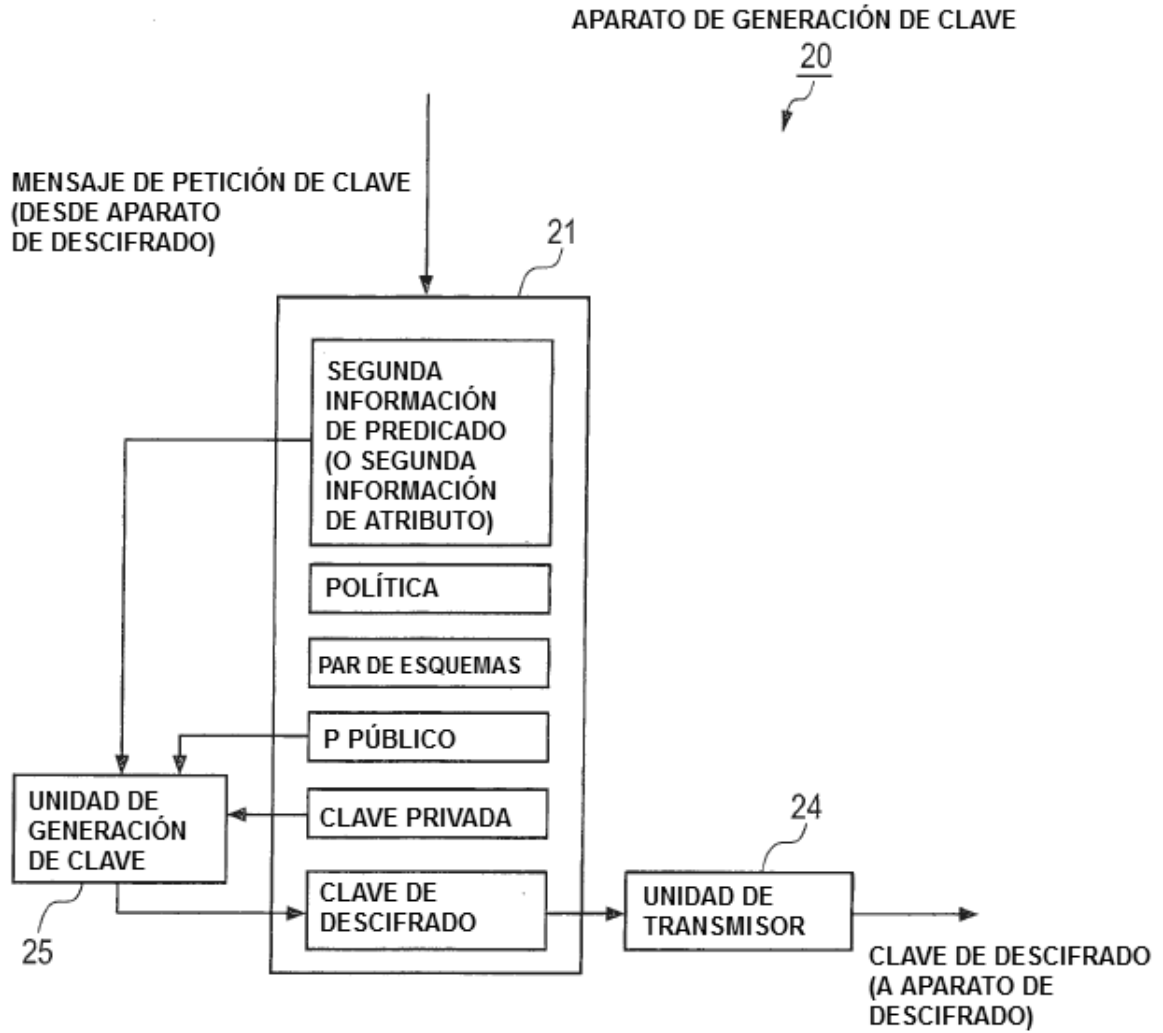 APARATO DE GENERACIÓN DE CLAVE
20
MENSAJE DE PETICIÓN DE CLAVE
(DESDE APARATO
DE DESCIFRADO)
21
SEGUNDA
INFORMACIÓN
DE PREDICADO
(O SEGUNDA
INFORMACIÓN
DE ATRIBUTO)
POLÍTICA
PAR DE ESQUEMAS
P PÚBLICO
UNIDAD DE
GENERACIÓN
DE CLAVE
25
CLAVE PRIVADA
CLAVE DE
DESCIFRADO
24
UNIDAD DE
TRANSMISOR
CLAVE DE DESCIFRADO
(A APARATO DE
DESCIFRADO)